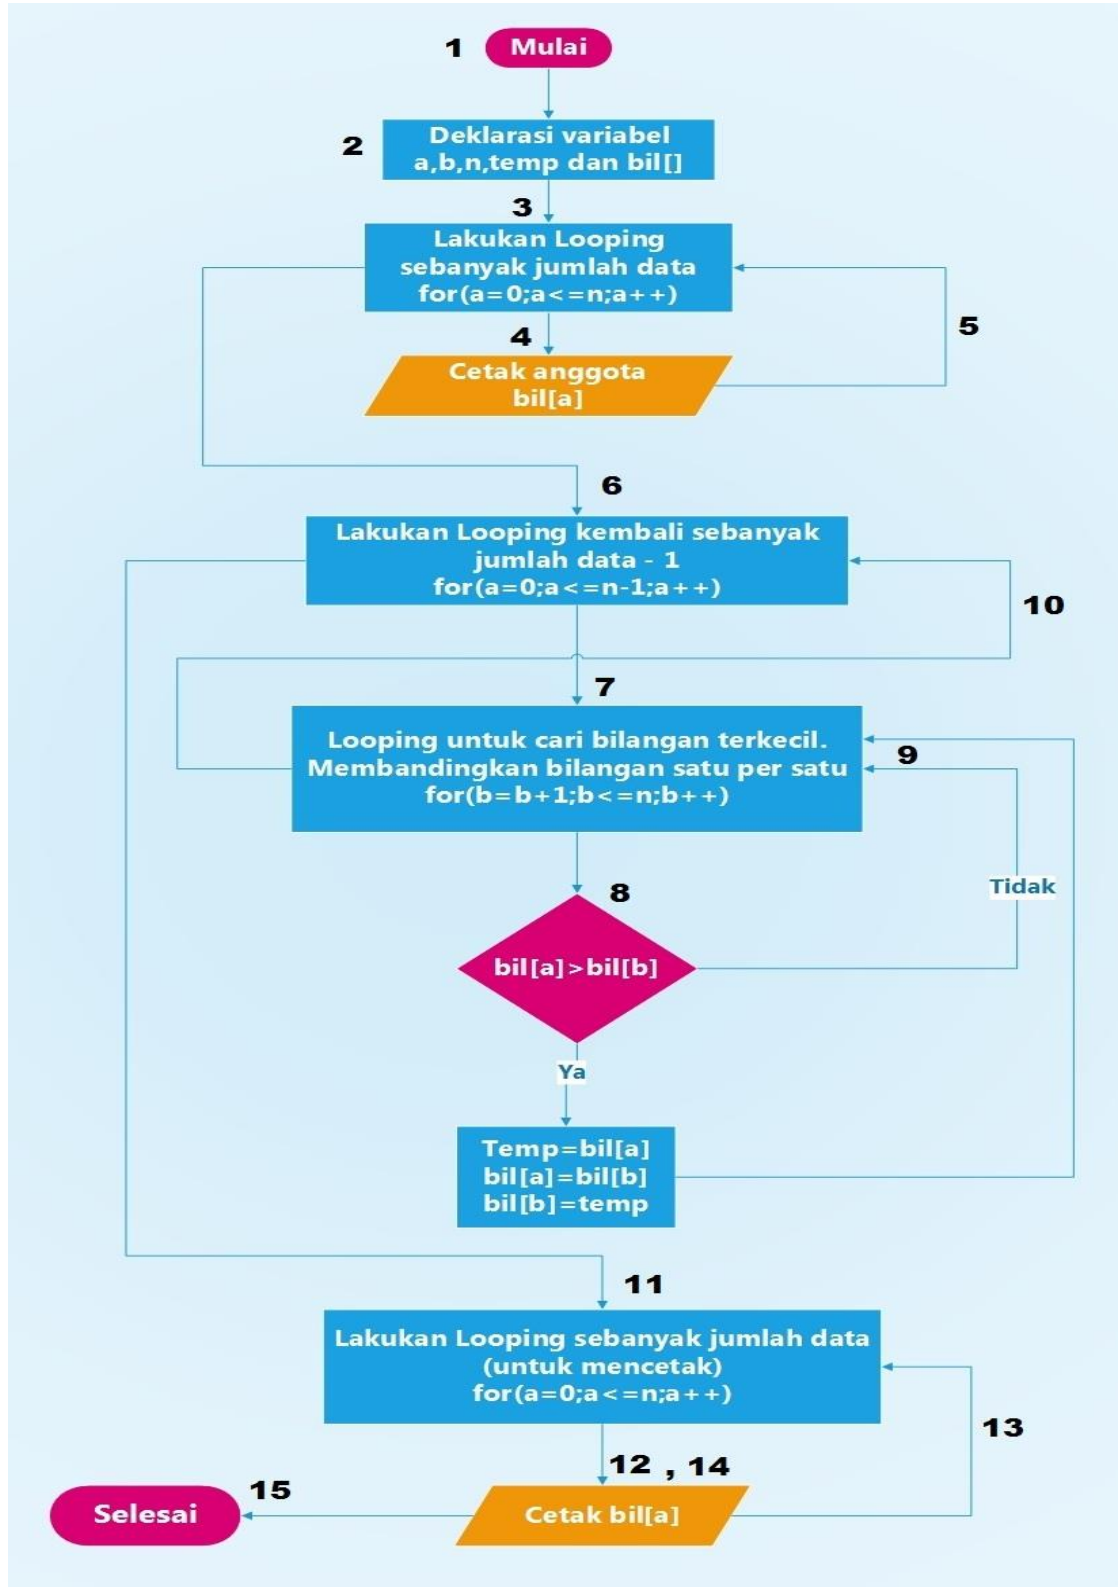 1
Mulai
2
Deklarasi variabel
a,b,n,temp dan bil[]
3
Lakukan Looping
sebanyak jumlah data
for(a=0;a<=n;a++)
4
5
Cetak anggota
bil[a]
6
Lakukan Looping kembali sebanyak
jumlah data - 1
for(a=0;a<=n-1;a++)
10
7
Looping untuk cari bilangan terkecil.
Membandingkan bilangan satu per satu
for(b=b+1;b<=n;b++)
9
8
Tidak
bil[a]>bil[b]
Ya
Temp=bil[a]
bil[a]=bil[b]
bil[b]=temp
11
Lakukan Looping sebanyak jumlah data
(untuk mencetak)
for(a=0;a<=n;a++)
13
12 , 14
15
Selesai
Cetak bil[a]